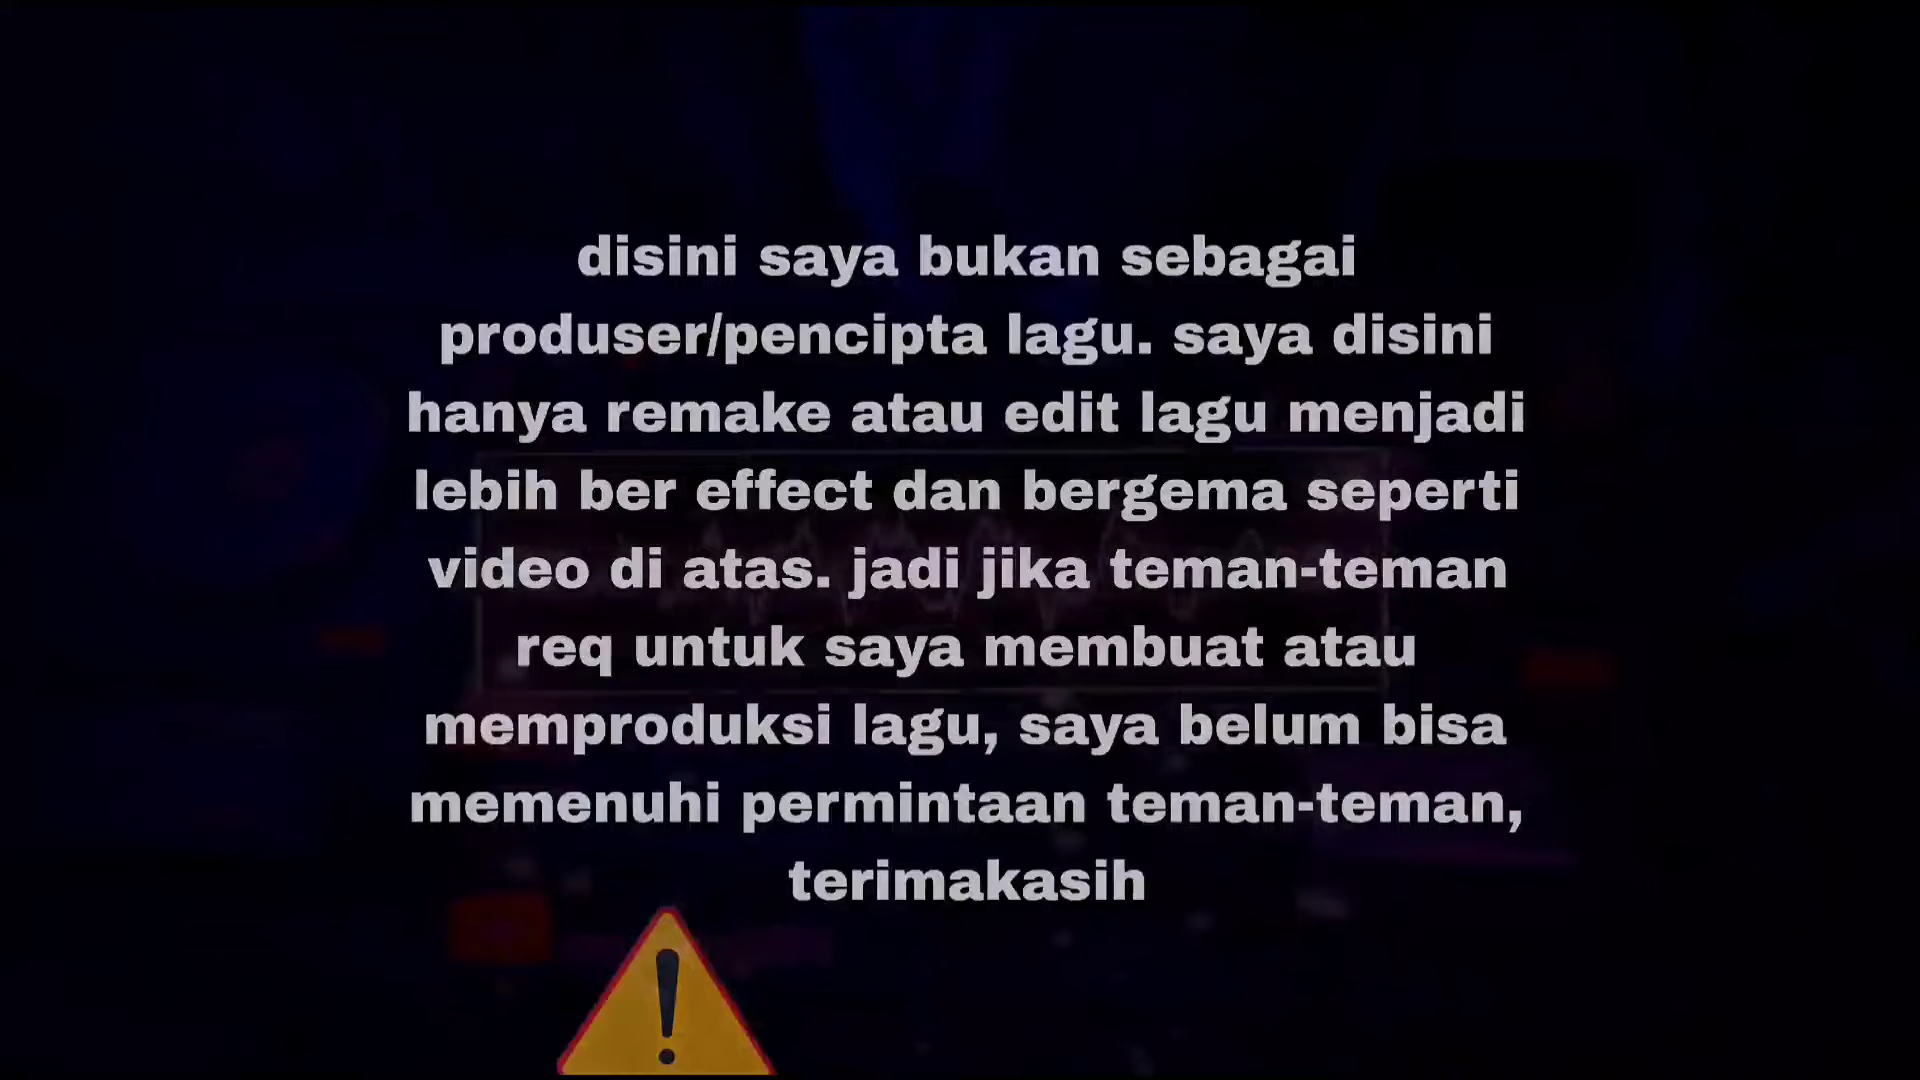 disini saya bukan sebagai
produser/pencipta lagu. saya disini
hanya remake atau edit lagu menjadi
lebih ber effect dan bergema seperti
video di atas. jadi jika teman-teman
req untuk saya membuat atau
memproduksi lagu, saya belum bisa
memenuhi permintaan teman-teman,
terimakasih